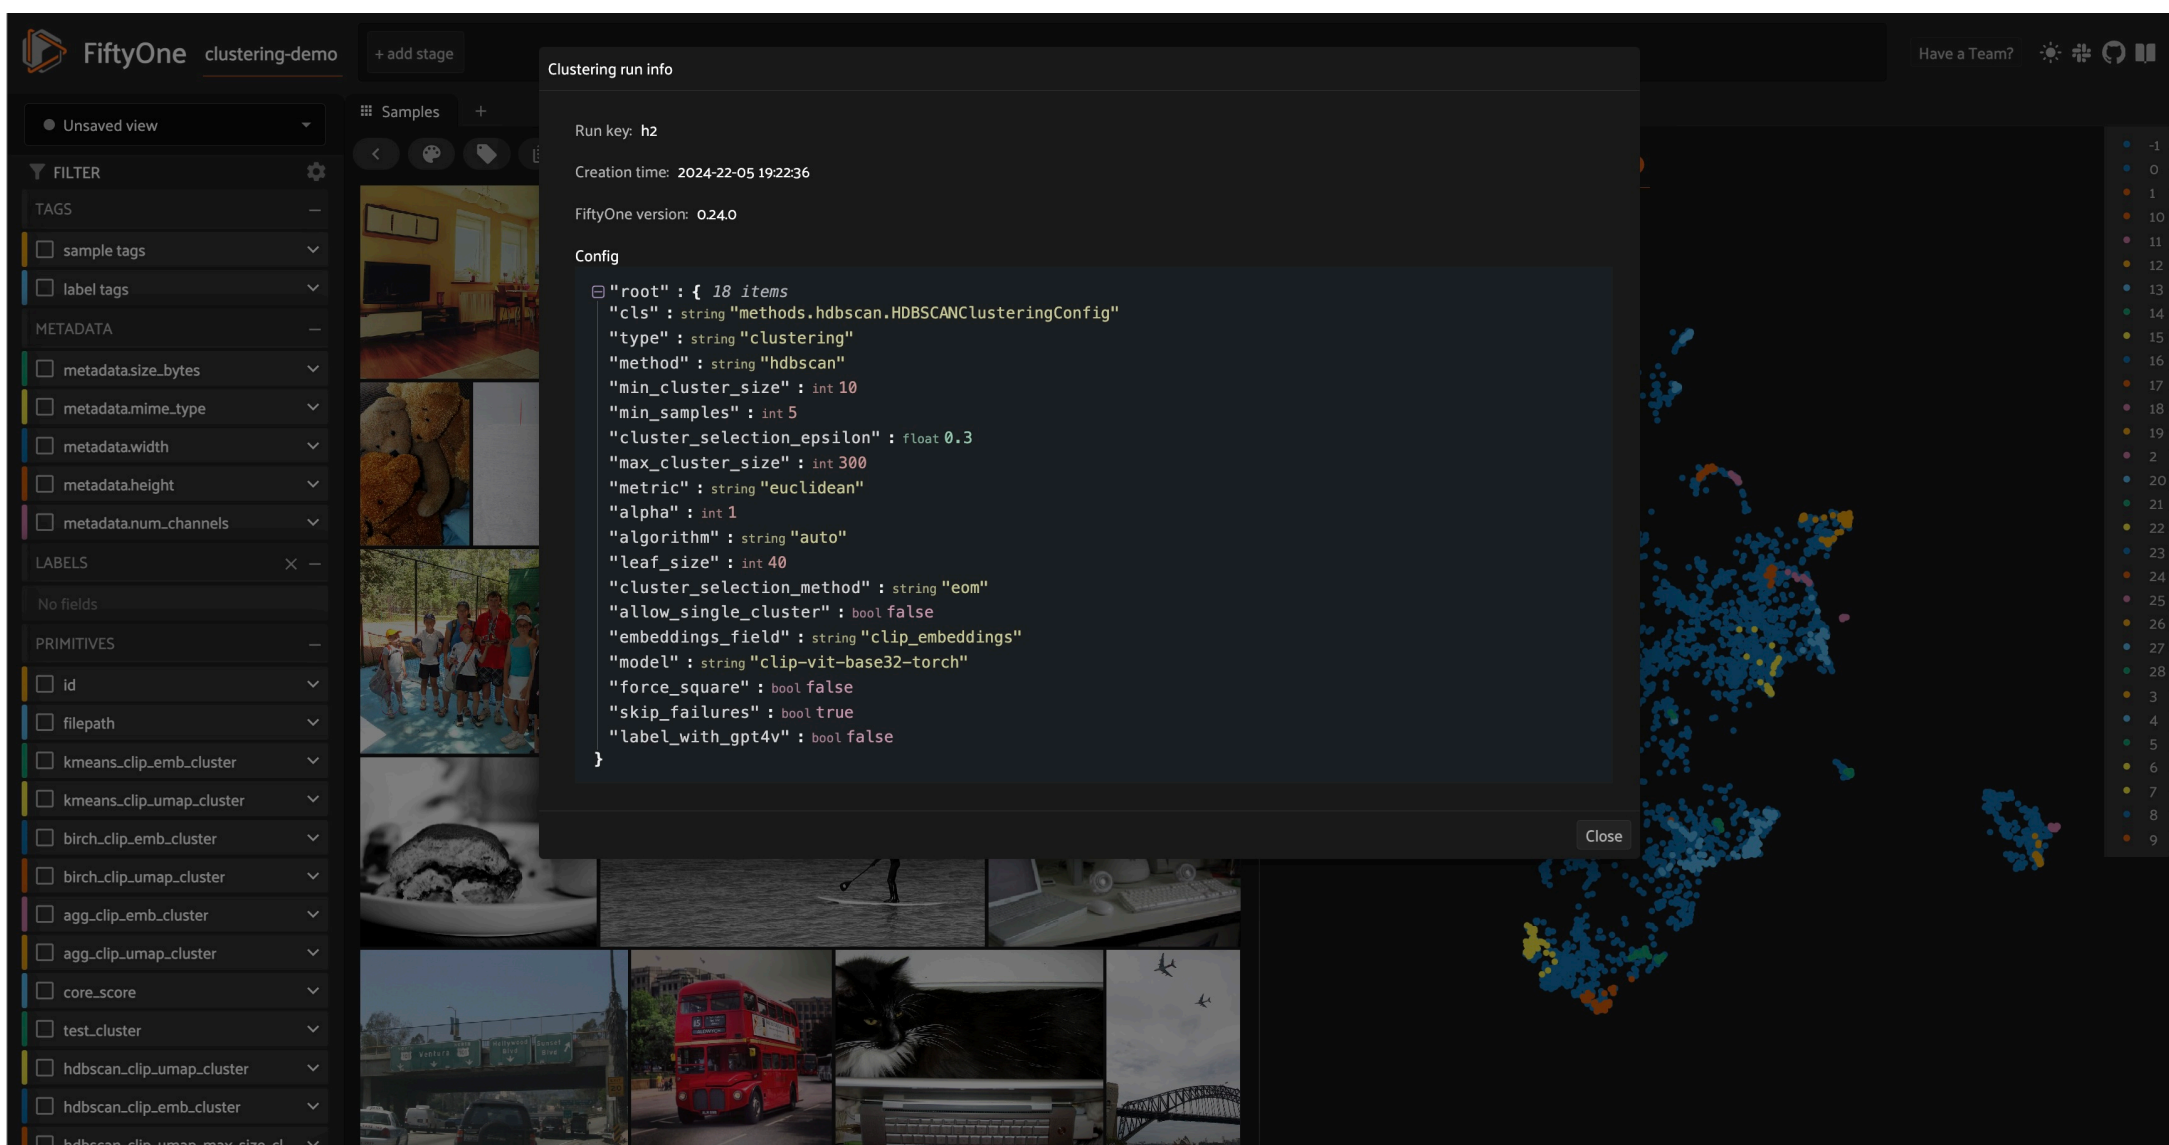 FiftyOne clustering-demo
+ add stage
Have a Team?
Unsaved view
Samples +
FILTER
TAGS
sample tags
label tags
METADATA
metadata.size_bytes
metadata.mime_type
metadata.width
metadata.height
metadata.num_channels
LABELS
No fields
PRIMITIVES
id
filepath
kmeans_clip_emb_cluster
kmeans_clip_umap_cluster
birch_clip_emb_cluster
birch_clip_umap_cluster
agg_clip_emb_cluster
agg_clip_umap_cluster
core_score
test_cluster
hdbscan_clip_umap_cluster
hdbscan_clip_emb_cluster
Clustering run info
Run key: h2
Creation time: 2024-22-05 19:22:36
FiftyOne version: 0.24.0
Config
"root" : { 18 items
"cls" : string "methods.hdbscan.HDBSCANClusteringConfig"
"type" : string "clustering"
"method" : string "hdbscan"
"min_cluster_size" : int 10
"min_samples" : int 5
"cluster_selection_epsilon" : float 0.3
"max_cluster_size" : int 300
"metric" : string "euclidean"
"alpha" : int 1
"algorithm" : string "auto"
"leaf_size" : int 40
"cluster_selection_method" : string "eom"
"allow_single_cluster" : bool false
"embeddings_field" : string "clip_embeddings"
"model" : string "clip-vit-base32-torch"
"force_square" : bool false
"skip_failures" : bool true
"label_with_gpt4v" : bool false
}
Close
-1
0
1
10
11
12
13
14
15
16
17
18
19
2
20
21
22
23
24
25
26
27
28
3
4
5
6
7
8
9